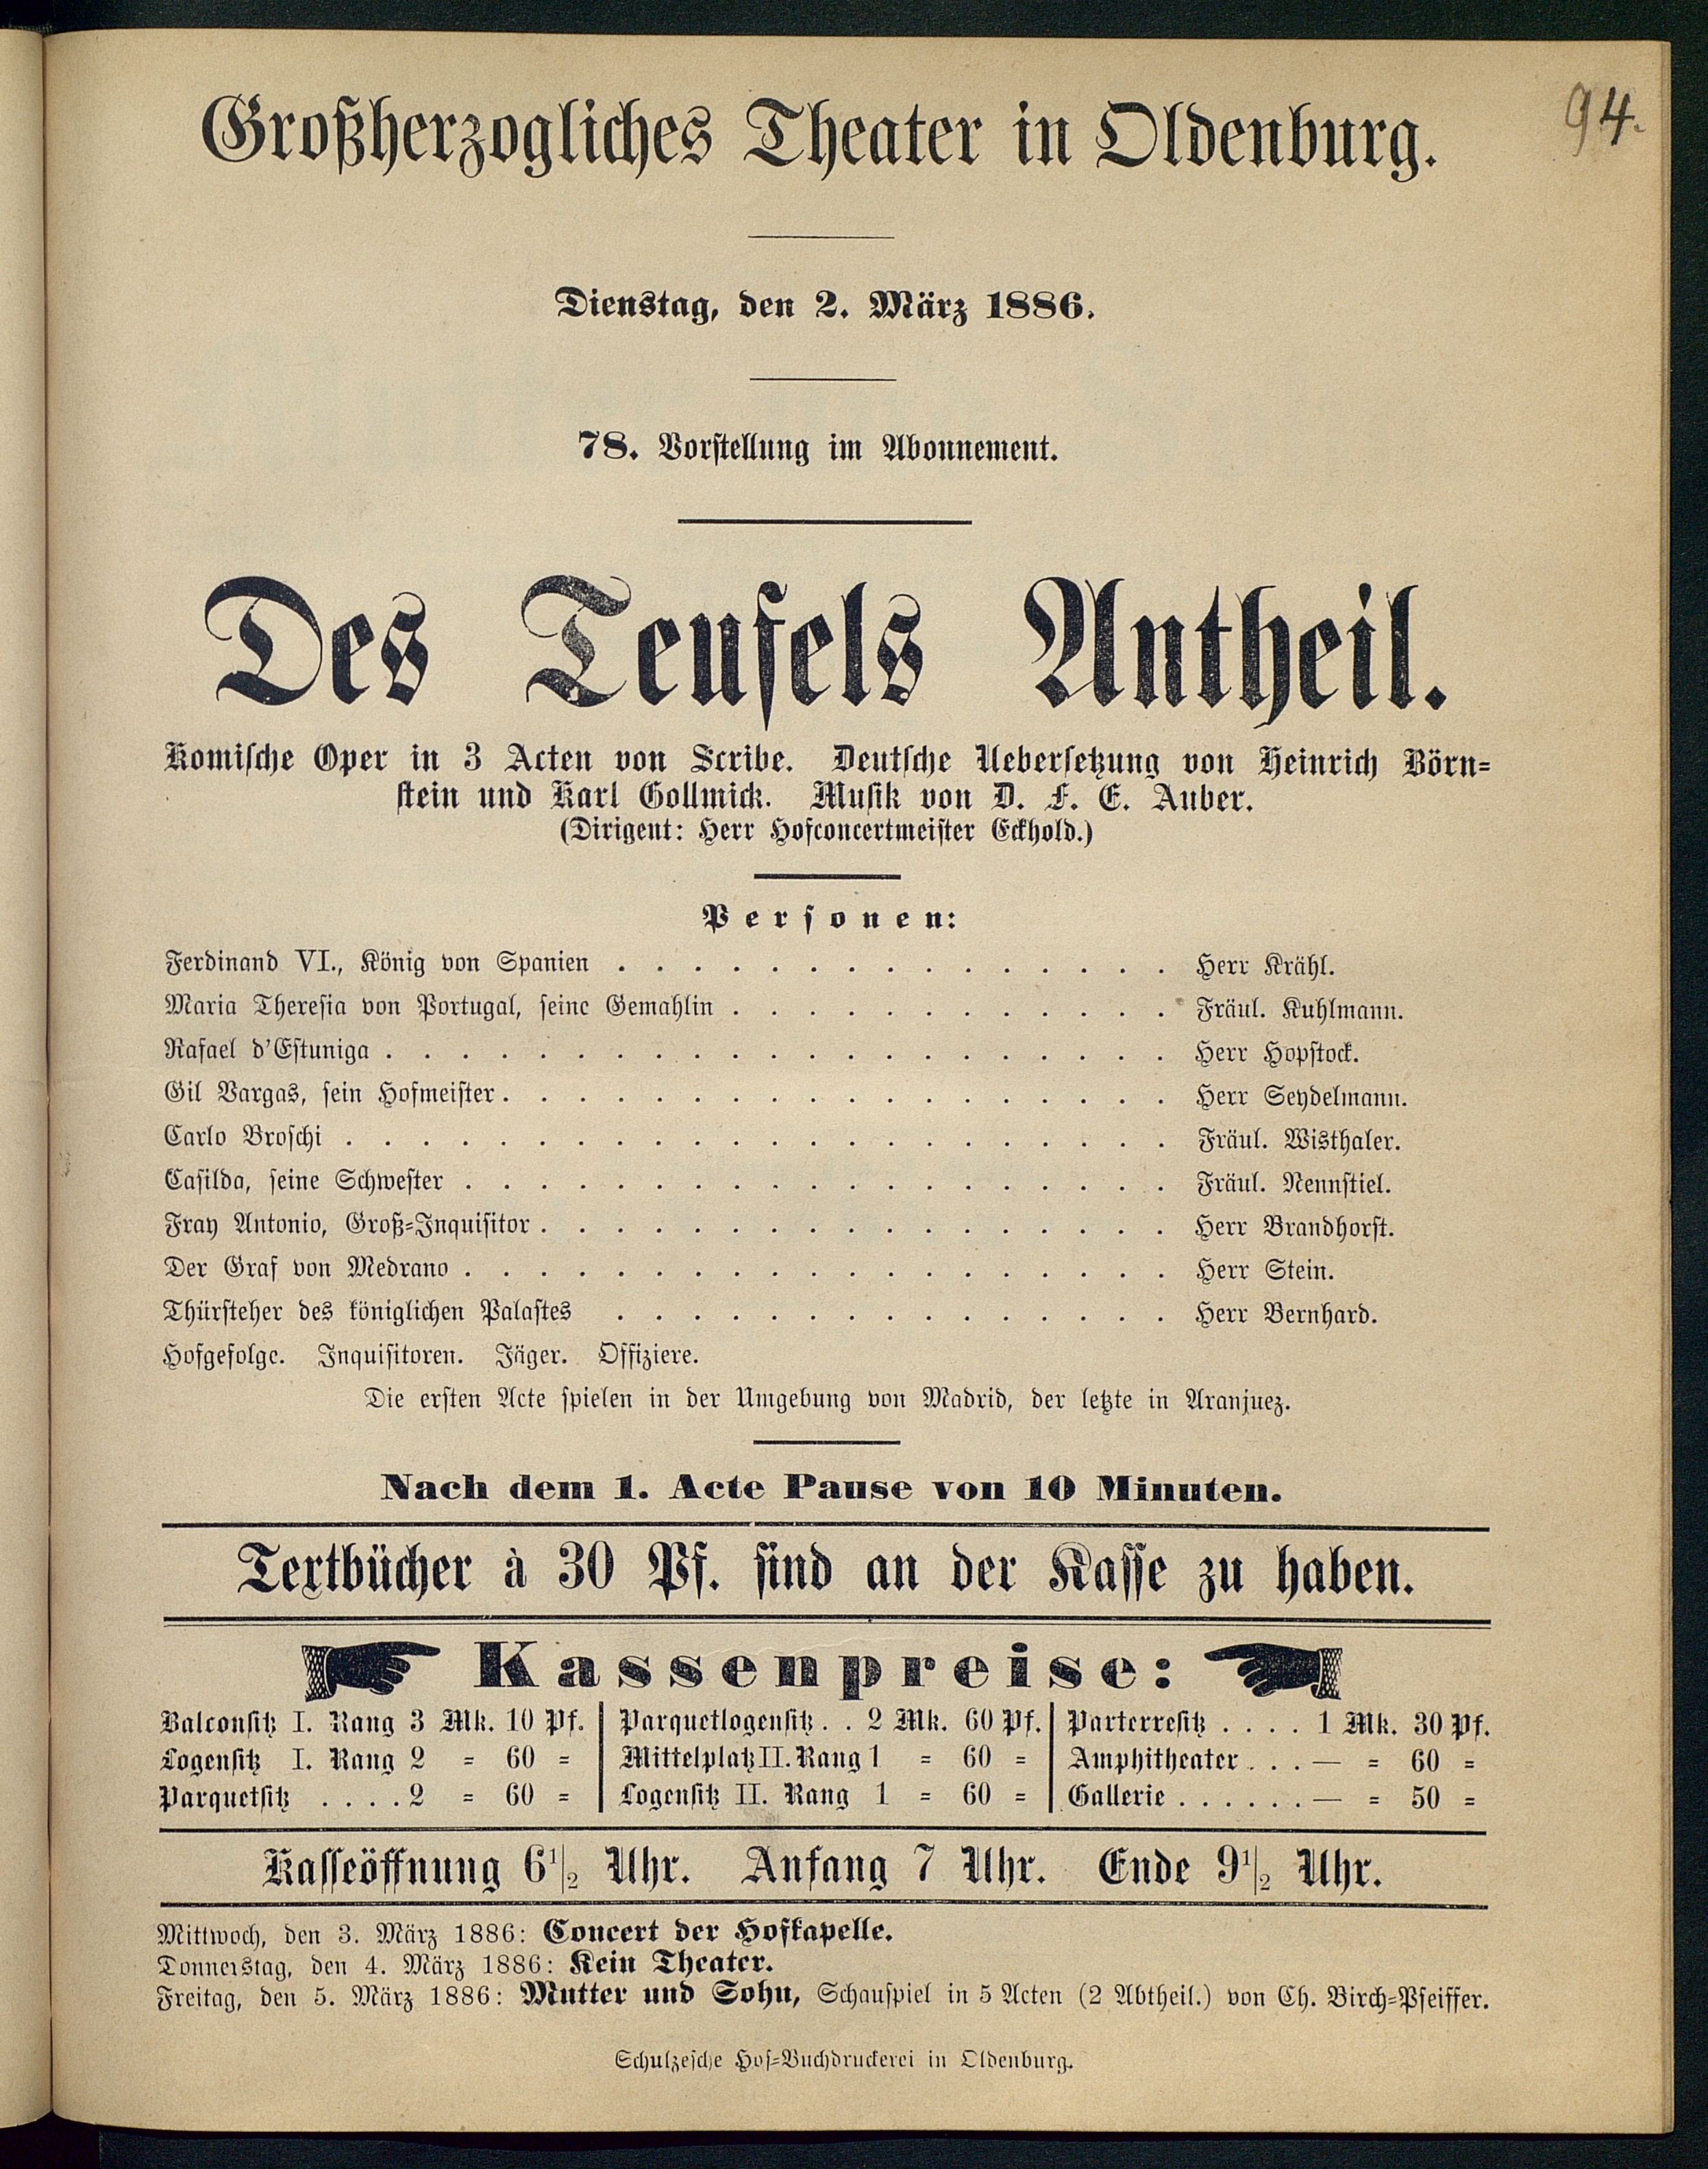 94.
Großherzogliches Theater in Oldenburg.
Dienstag, den 2. März 1886.
78. Vorstellung im Abonnement.
Des Teufels Antheil.
Komische Oper in 3 Acten von Scribe. Deutsche Uebersetzung von Heinrich Börn-
stein und Karl Gollmick. Musik von D. F. E. Auber.
(Dirigent: Herr Hofconcertmeister Eckhold.)
Personen:
Ferdinand VI., König von Spanien . . . . . . . . . . . . . . . Herr Krähl.
Maria Theresia von Portugal, seine Gemahlin . . . . . . . . . . . . Fräul. Kuhlmann.
Rafael d'Estuniga . . . . . . . . . . . . . . . . . . . . . Herr Hopstock.
Gil Vargas, sein Hofmeister . . . . . . . . . . . . . . . . . . Herr Seydelmann.
Carlo Broschi . . . . . . . . . . . . . . . . . . . . . . Fräul. Wisthaler.
Casilda, seine Schwester . . . . . . . . . . . . . . . . . . . Fräul. Nennstiel.
Fray Antonio, Groß-Inquisitor . . . . . . . . . . . . . . . . . Herr Brandhorst.
Der Graf von Medrano . . . . . . . . . . . . . . . . . . . Herr Stein.
Thürsteher des königlichen Palastes . . . . . . . . . . . . . . . Herr Bernhard.
Hofgefolge. Inquisitoren. Jäger. Offiziere.
Die ersten Acte spielen in der Umgebung von Madrid, der letzte in Aranjuez.
Nach dem 1. Acte Pause von 10 Minuten.
Textbücher à 30 Pf. sind an der Kasse zu haben.
Kassenpreise:
Balconsitz I. Rang 3 Mk. 10 Pf. | Parquetlogensitz . . 2 Mk. 60 Pf. | Parterresitz . . . . 1 Mk. 30 Pf.
Logensitz I. Rang 2 = 60 = | Mittelplatz II. Rang 1 = 60 = | Amphitheater . . . — = 60 =
Parquetsitz . . . . 2 = 60 = | Logensitz II. Rang 1 = 60 = | Gallerie . . . . . . — = 50 =
Kasseöffnung 6 1/2 Uhr. Anfang 7 Uhr. Ende 9 1/2 Uhr.
Mittwoch, den 3. März 1886: Concert der Hofkapelle.
Donnerstag, den 4. März 1886: Kein Theater.
Freitag, den 5. März 1886: Mutter und Sohn, Schauspiel in 5 Acten (2 Abtheil.) von Ch. Birch-Pfeiffer.
Schulzesche Hof-Buchdruckerei in Oldenburg.